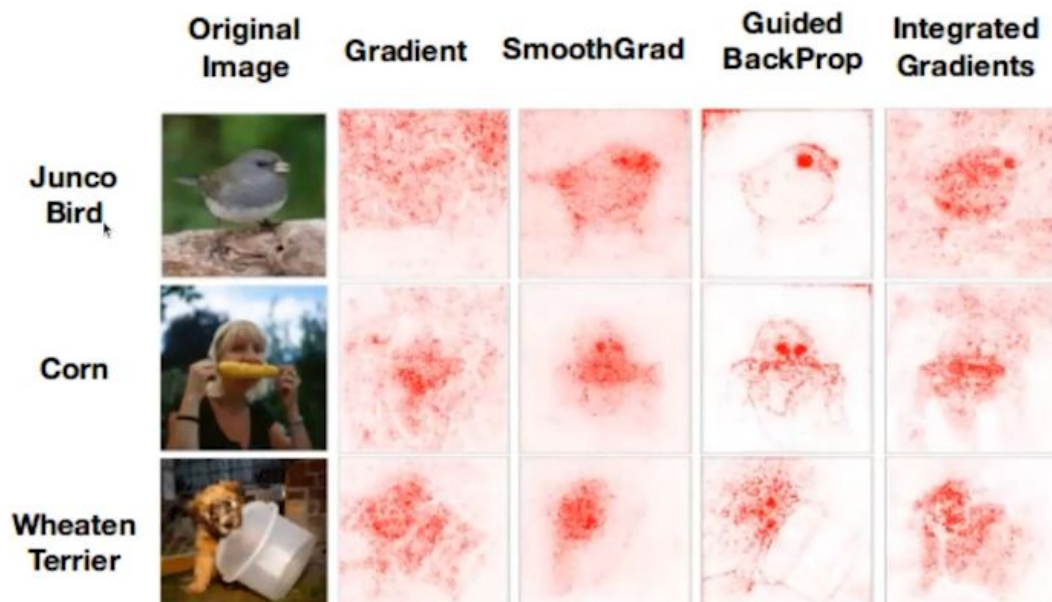 Original
Image
Gradient
SmoothGrad
Guided
BackProp
Integrated
Gradients
Junco
Bird
Corn
Wheaten
Terrier